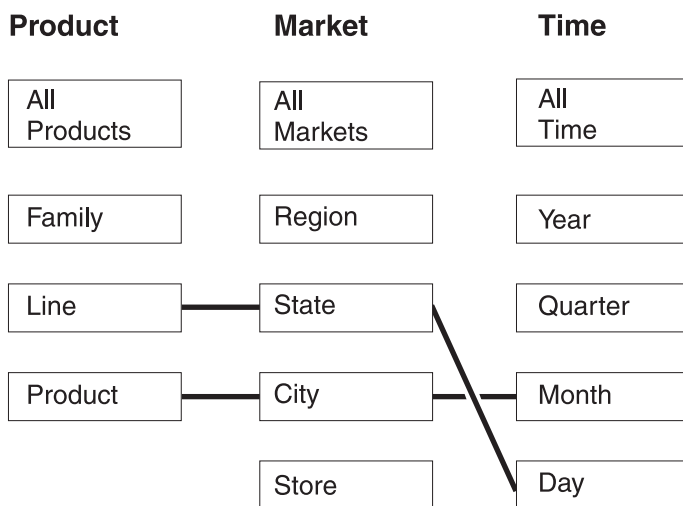 Product
Market
Time
All
Products
All
Markets
All
Time
Family
Region
Year
Line
State
Quarter
Product
City
Month
Store
Day